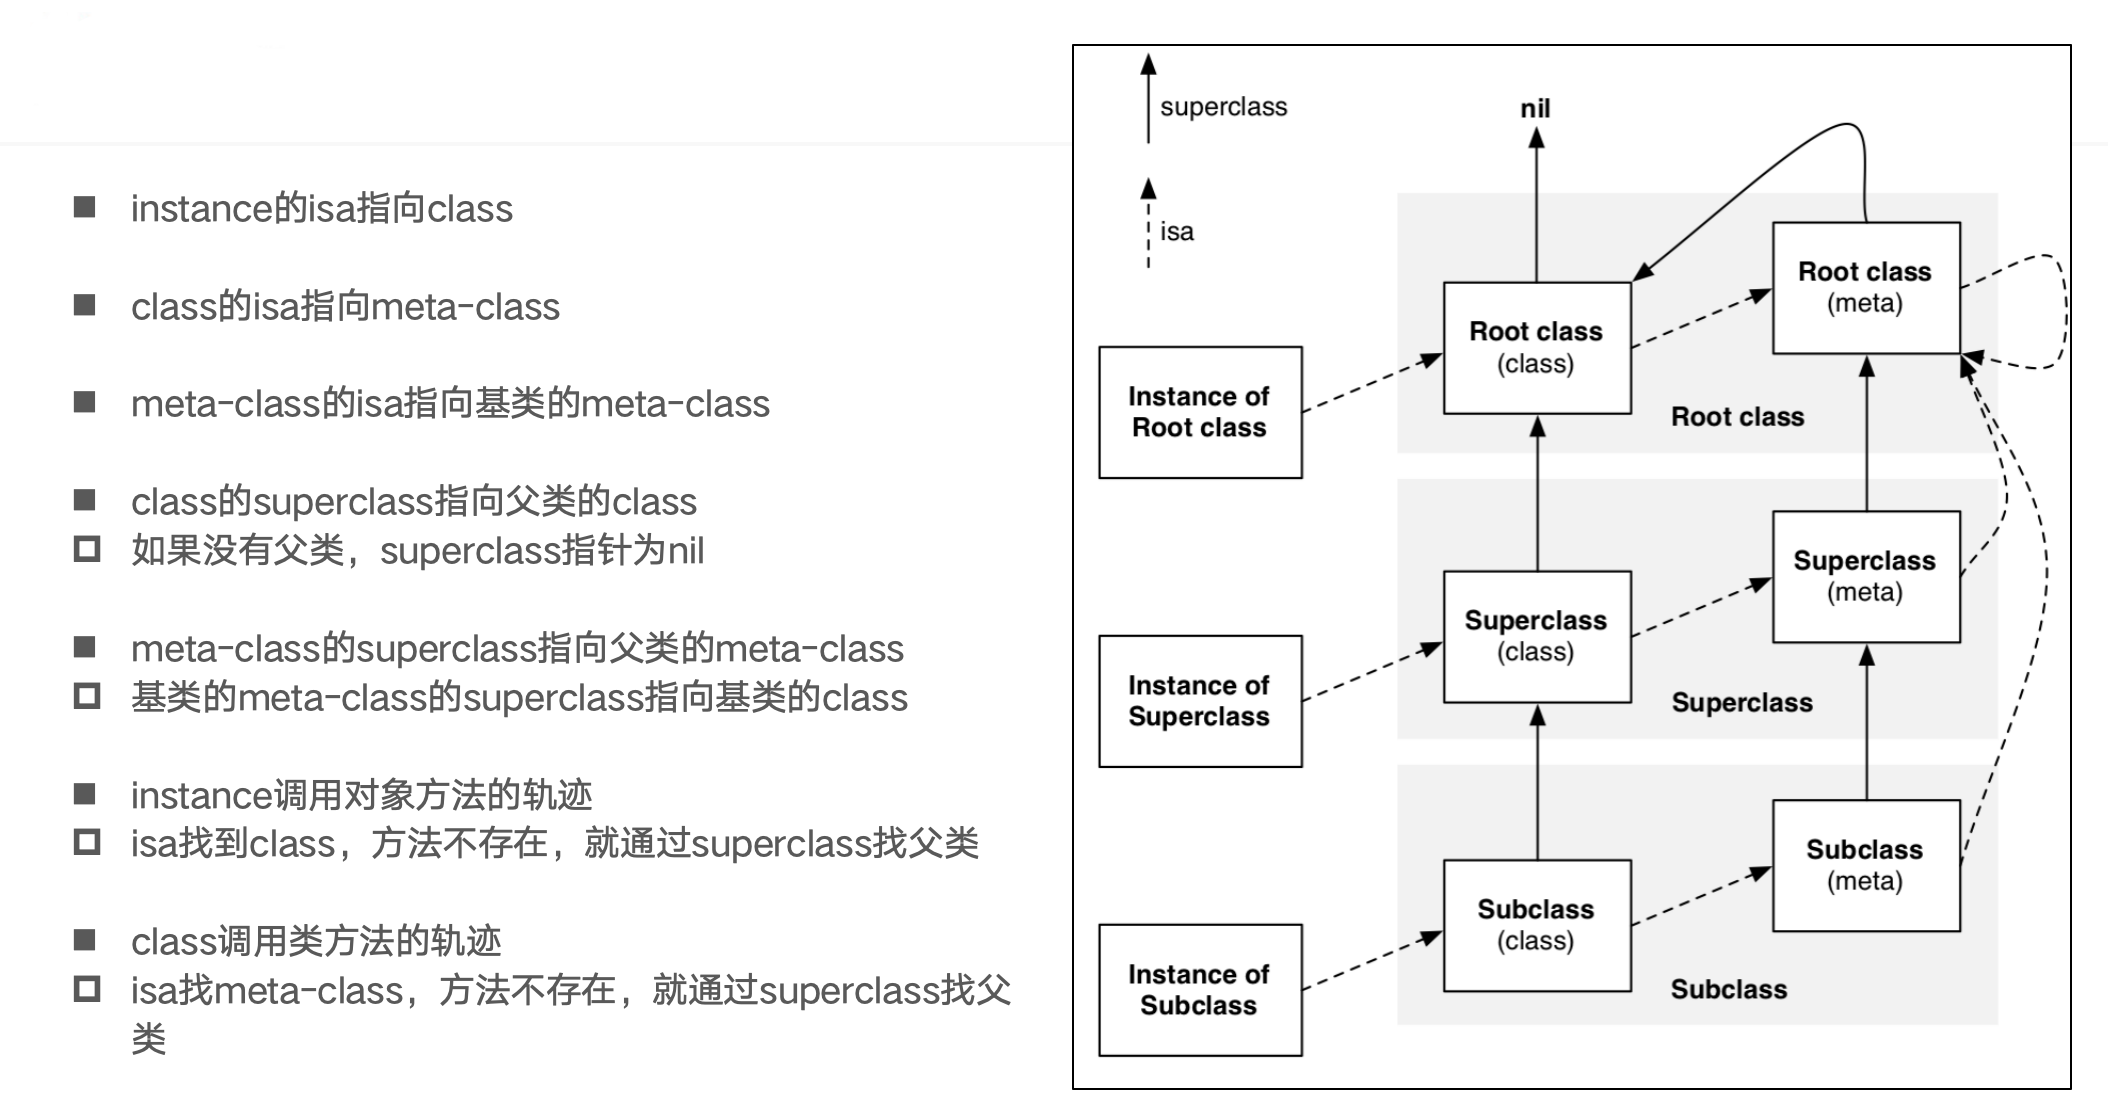 instance的isa指向class
class的isa指向meta-class
meta-class的isa指向基类的meta-class
class的superclass指向父类的class
如果没有父类，superclass指针为nil
meta-class的superclass指向父类的meta-class
基类的meta-class的superclass指向基类的class
instance调用对象方法的轨迹
isa找到class，方法不存在，就通过superclass找父类
class调用类方法的轨迹
isa找meta-class，方法不存在，就通过superclass找父
类
superclass
isa
nil
Root class
(meta)
Root class
(class)
Instance of
Root class
Root class
Superclass
(meta)
Superclass
(class)
Instance of
Superclass
Superclass
Subclass
(meta)
Subclass
(class)
Instance of
Subclass
Subclass